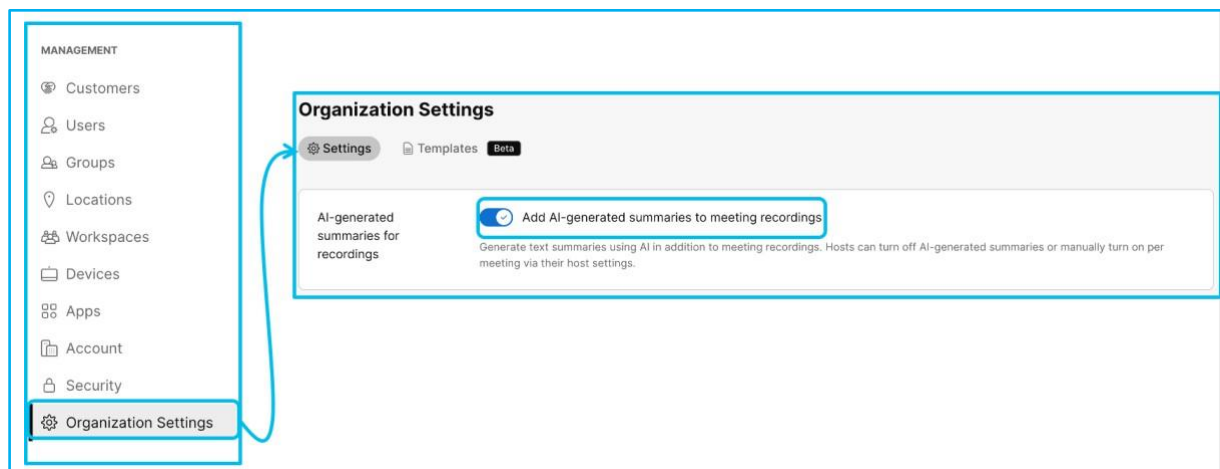 MANAGEMENT
Customers
Users
Groups
Locations
Workspaces
Devices
Apps
Account
Security
Organization Settings
Organization Settings
Settings
Templates Beta
AI-generated
summaries for
recordings
Add AI-generated summaries to meeting recordings
Generate text summaries using AI in addition to meeting recordings. Hosts can turn off AI-generated summaries or manually turn on per
meeting via their host settings.